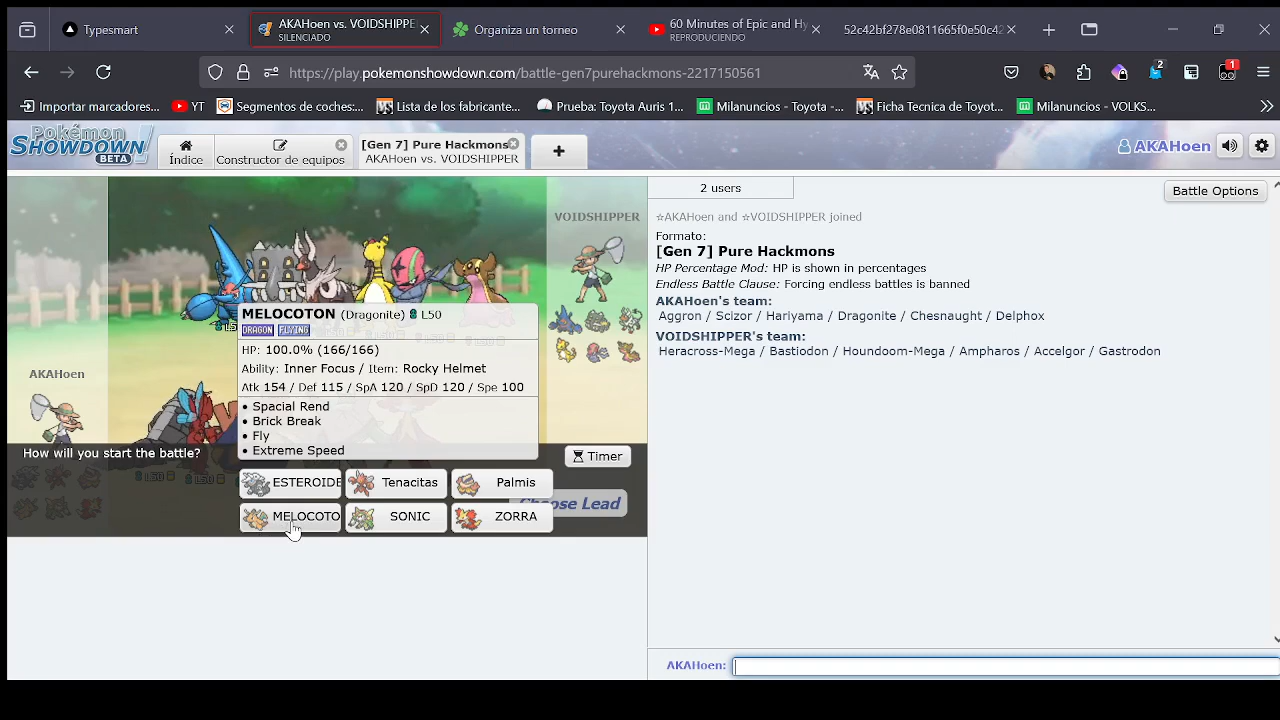 Typesmart
AKAHoen vs. VOIDSHIPPE
SILENCIADO
Organiza un torneo
60 Minutes of Epic and Hy
REPRODUCIENDO
52c42bf278e0811665f0e50c42
https://play.pokemonshowdown.com/battle-gen7purehackmons-2217150561
2
1
Importar marcadores...
YT
Segmentos de coches:...
Lista de los fabricante...
Prueba: Toyota Auris 1...
Milanuncios - Toyota -...
Ficha Tecnica de Toyot...
Milanuncios - VOLKS...
Pokémon
SHOWDOWN
BETA
Índice
Constructor de equipos
[Gen 7] Pure Hackmons
AKAHoen vs. VOIDSHIPPER
+
AKAHoen
2 users
Battle Options
☆AKAHoen and ☆VOIDSHIPPER joined
Formato:
[Gen 7] Pure Hackmons
HP Percentage Mod: HP is shown in percentages
Endless Battle Clause: Forcing endless battles is banned
AKAHoen's team:
Aggron / Scizor / Hariyama / Dragonite / Chesnaught / Delphox
VOIDSHIPPER's team:
Heracross-Mega / Bastiodon / Houndoom-Mega / Ampharos / Accelgor / Gastrodon
VOIDSHIPPER
AKAHoen
MELOCOTON (Dragonite) L50
DRAGON FLYING
HP: 100.0% (166/166)
Ability: Inner Focus / Item: Rocky Helmet
Atk 154 / Def 115 / SpA 120 / SpD 120 / Spe 100
• Spacial Rend
• Brick Break
• Fly
• Extreme Speed
How will you start the battle?
Timer
ESTEROIDE
Tenacitas
Palmis
Choose Lead
MELOCOTO
SONIC
ZORRA
AKAHoen: